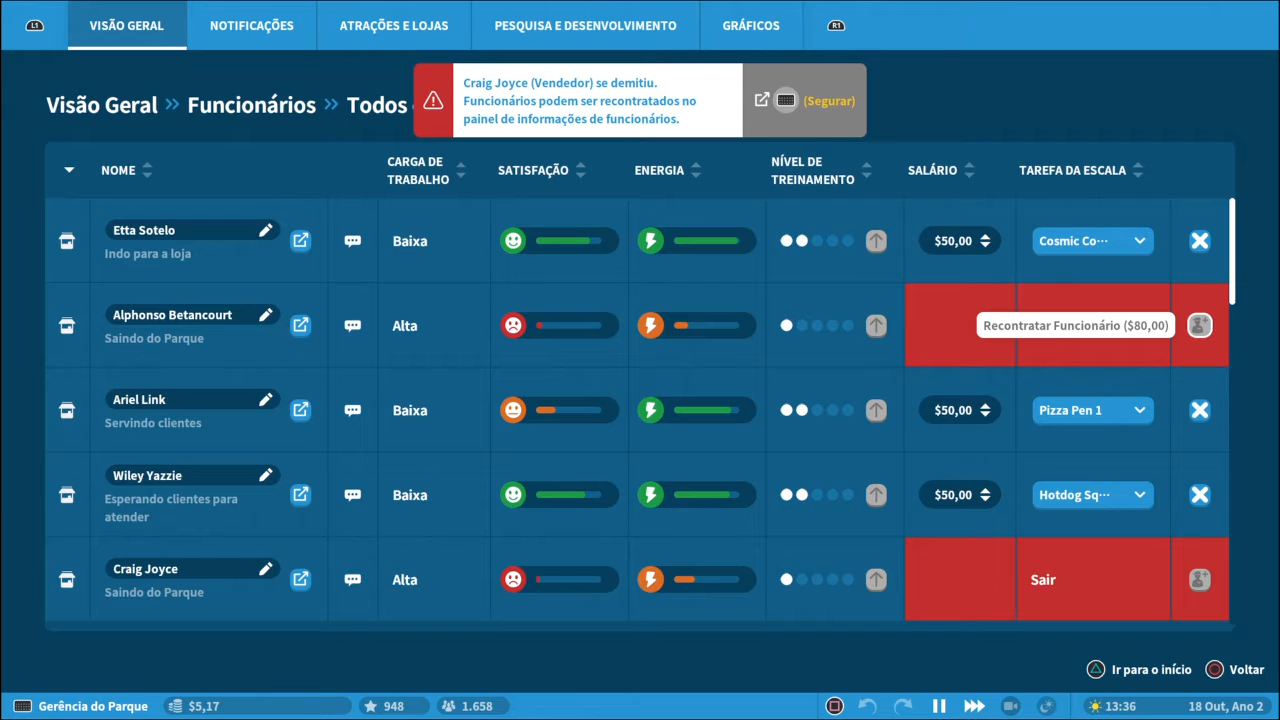 L1
VISÃO GERAL
NOTIFICAÇÕES
ATRAÇÕES E LOJAS
PESQUISA E DESENVOLVIMENTO
GRÁFICOS
R1
Craig Joyce (Vendedor) se demitiu.
Funcionários podem ser recontratados no
painel de informações de funcionários.
(Segurar)
Visão Geral » Funcionários » Todos
NOME
CARGA DE
TRABALHO
SATISFAÇÃO
ENERGIA
NÍVEL DE
TREINAMENTO
SALÁRIO
TAREFA DA ESCALA
Etta Sotelo
Indo para a loja
Baixa
$50,00
Cosmic Co···
Alphonso Betancourt
Saindo do Parque
Alta
Recontratar Funcionário ($80,00)
Ariel Link
Servindo clientes
Baixa
$50,00
Pizza Pen 1
Wiley Yazzie
Esperando clientes para
atender
Baixa
$50,00
Hotdog Sq···
Craig Joyce
Saindo do Parque
Alta
Sair
Ir para o início
Voltar
Gerência do Parque
$5,17
948
1.658
13:36
18 Out, Ano 2